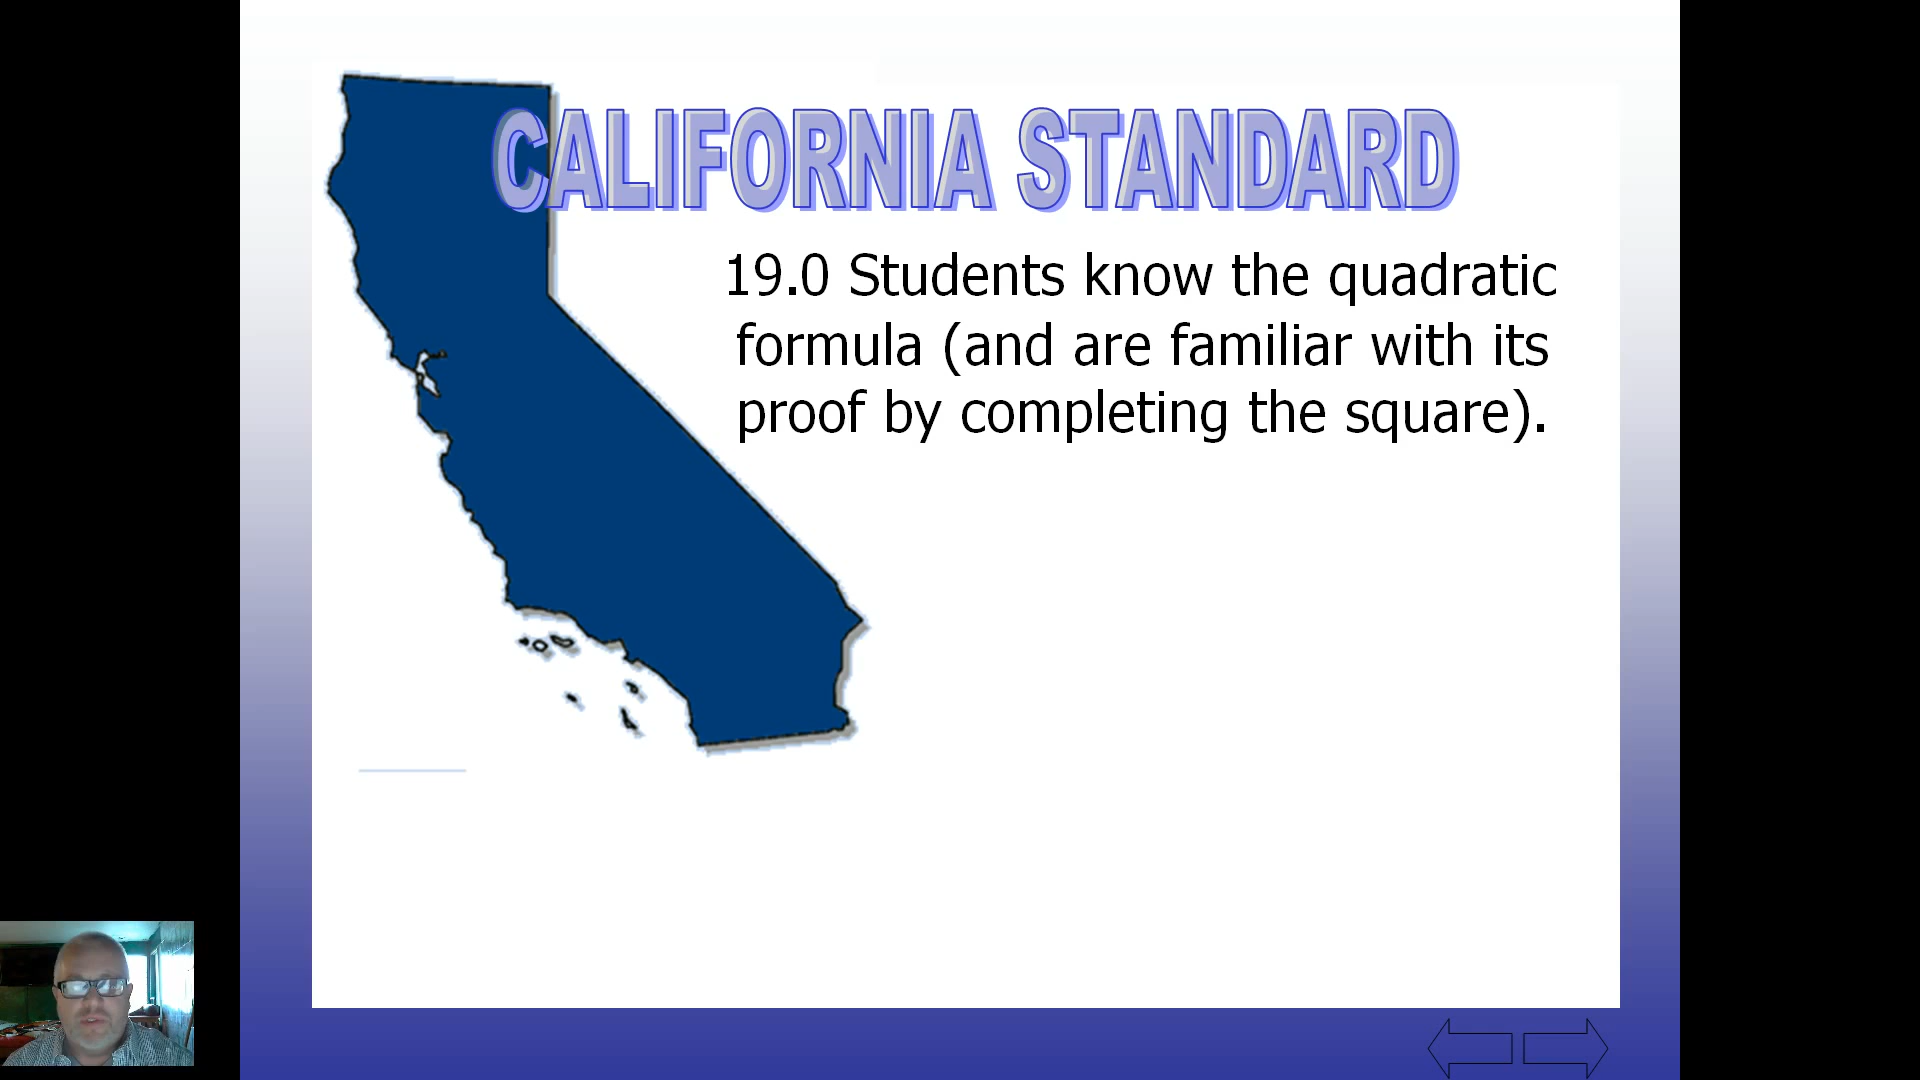 CALIFORNIA STANDARD
19.0 Students know the quadratic
formula (and are familiar with its
proof by completing the square).